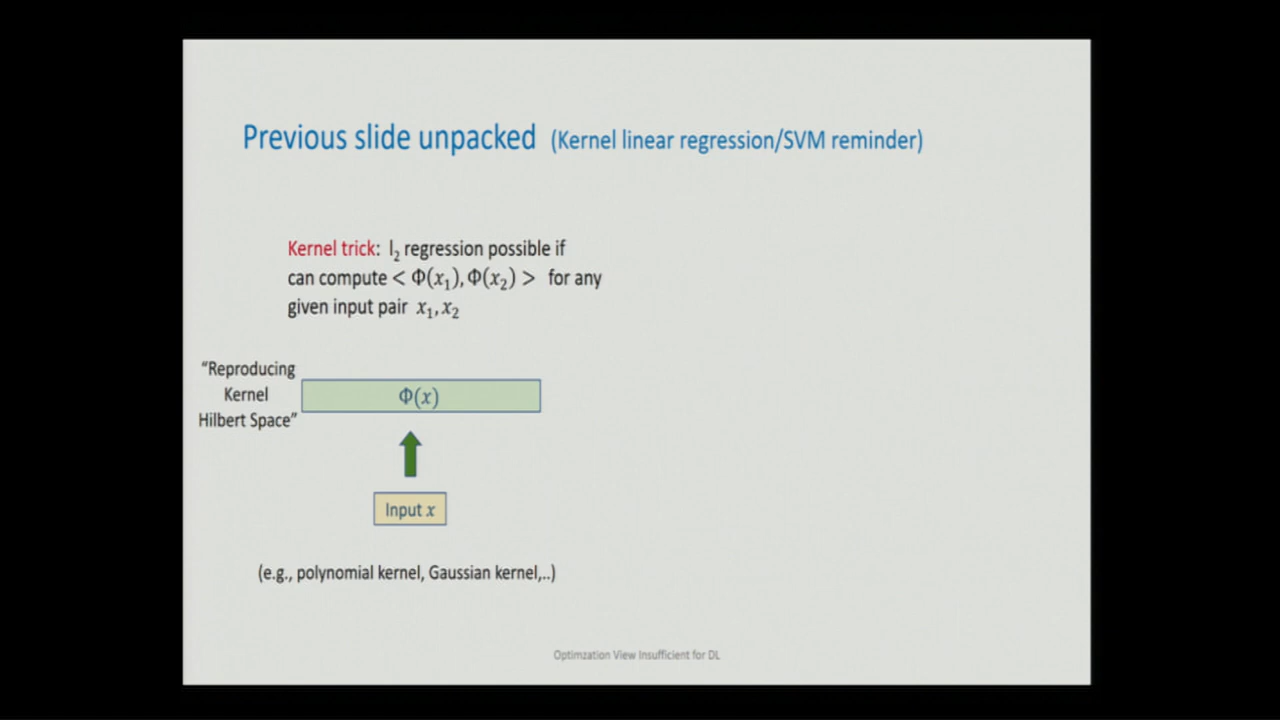 Previous slide unpacked (Kernel linear regression/SVM reminder)
Kernel trick: l₂ regression possible if
can compute < Φ(x₁), Φ(x₂) > for any
given input pair x₁, x₂
“Reproducing
Kernel
Hilbert Space”
Φ(x)
Input x
(e.g., polynomial kernel, Gaussian kernel,..)
Optimzation View Insufficient for DL